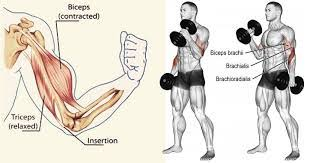 Biceps
(contracted)
Triceps
(relaxed)
Insertion
Biceps brachii
Brachialis
Brachioradialis